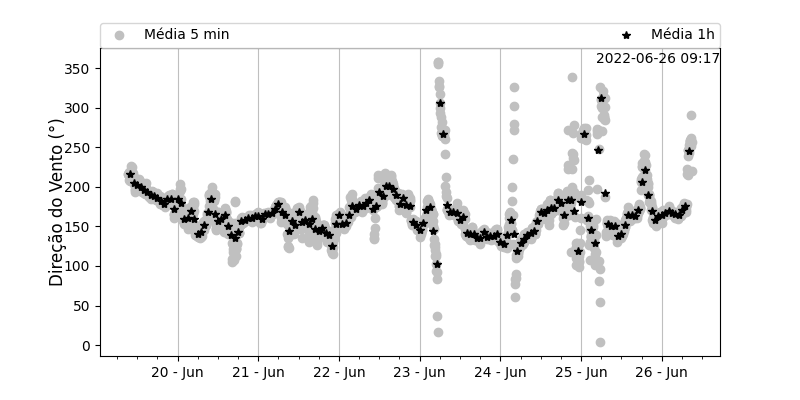 Média 5 min
Média 1h
2022-06-26 09:17
Direção do Vento (°)
350
300
250
200
150
100
50
0
20 - Jun
21 - Jun
22 - Jun
23 - Jun
24 - Jun
25 - Jun
26 - Jun